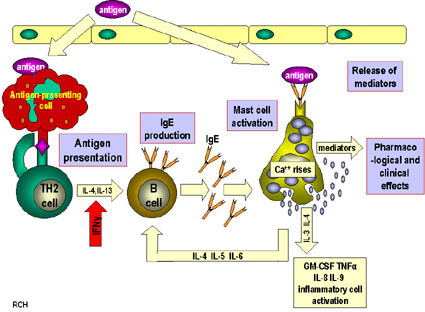 antigen
antigen
Antigen-presenting
cell
Antigen
presentation
IgE
production
Mast cell
activation
antigen
Release of
mediators
IgE
mediators
Pharmaco
-logical and
clinical
effects
Ca⁺⁺ rises
TH2
cell
IL-4,IL-13
B
cell
IFNγ
IL-3 IL-4
IL-4 IL-5 IL-6
GM-CSF TNFα
IL-8 IL-9
inflammatory cell
activation
RCH